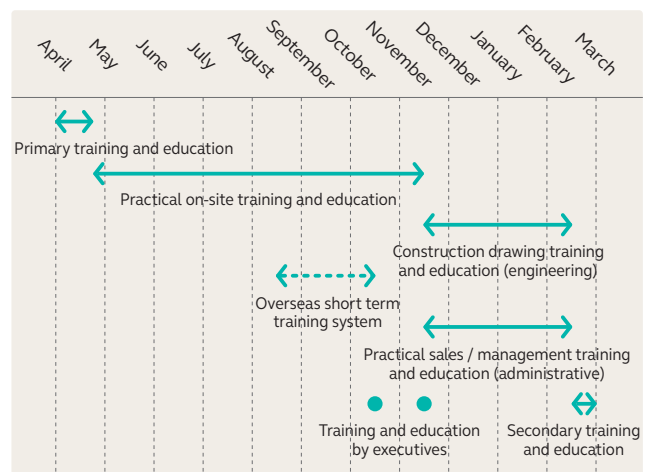 April
May
June
July
August
September
October
November
December
January
February
March
Primary training and education
Practical on-site training and education
Construction drawing training
and education (engineering)
Overseas short term
training system
Practical sales / management training
and education (administrative)
Training and education
by executives
Secondary training
and education